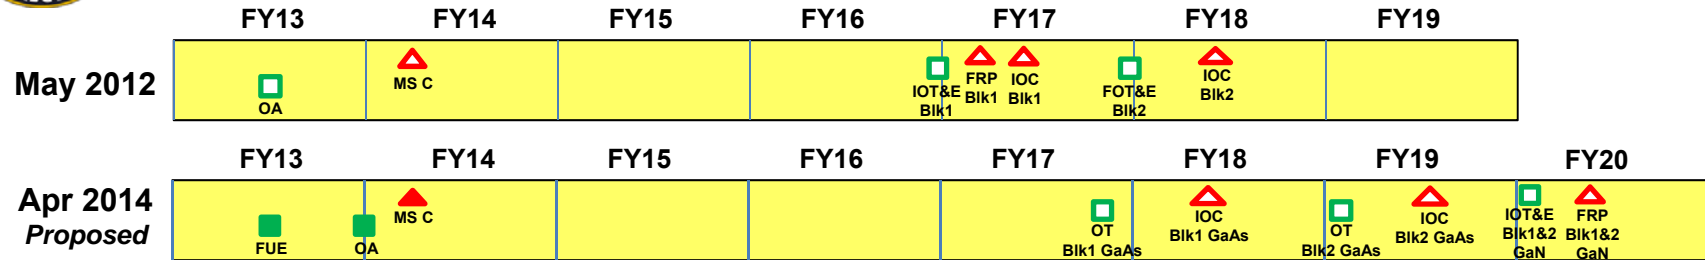 FY13 FY14 FY15 FY16 FY17 FY18 FY19
May 2012
OA
MS C
IOT&E
Blk1
FRP
Blk1
IOC
Blk1
FOT&E
Blk2
IOC
Blk2
FY13 FY14 FY15 FY16 FY17 FY18 FY19 FY20
Apr 2014
Proposed
FUE
OA
MS C
OT
Blk1 GaAs
IOC
Blk1 GaAs
OT
Blk2 GaAs
IOC
Blk2 GaAs
IOT&E
Blk1&2
GaN
FRP
Blk1&2
GaN